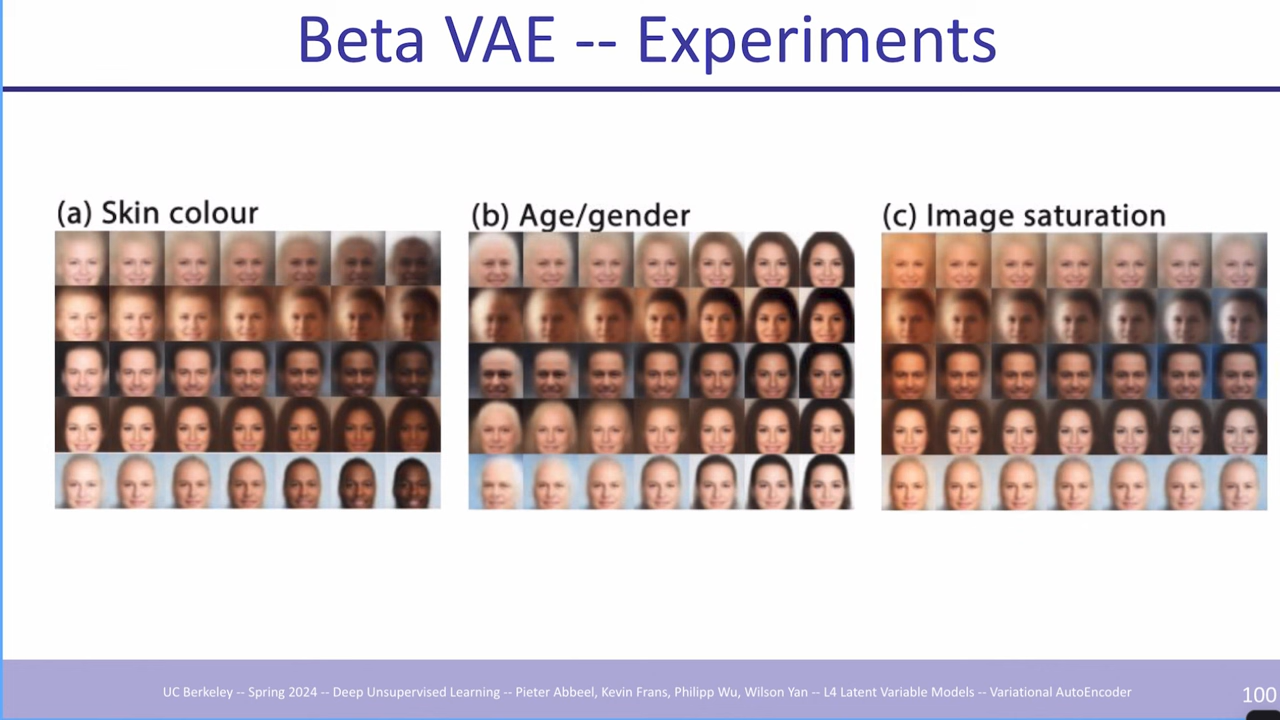 Beta VAE -- Experiments
(a) Skin colour
(b) Age/gender
(c) Image saturation
UC Berkeley -- Spring 2024 -- Deep Unsupervised Learning -- Pieter Abbeel, Kevin Frans, Philipp Wu, Wilson Yan -- L4 Latent Variable Models -- Variational AutoEncoder
100